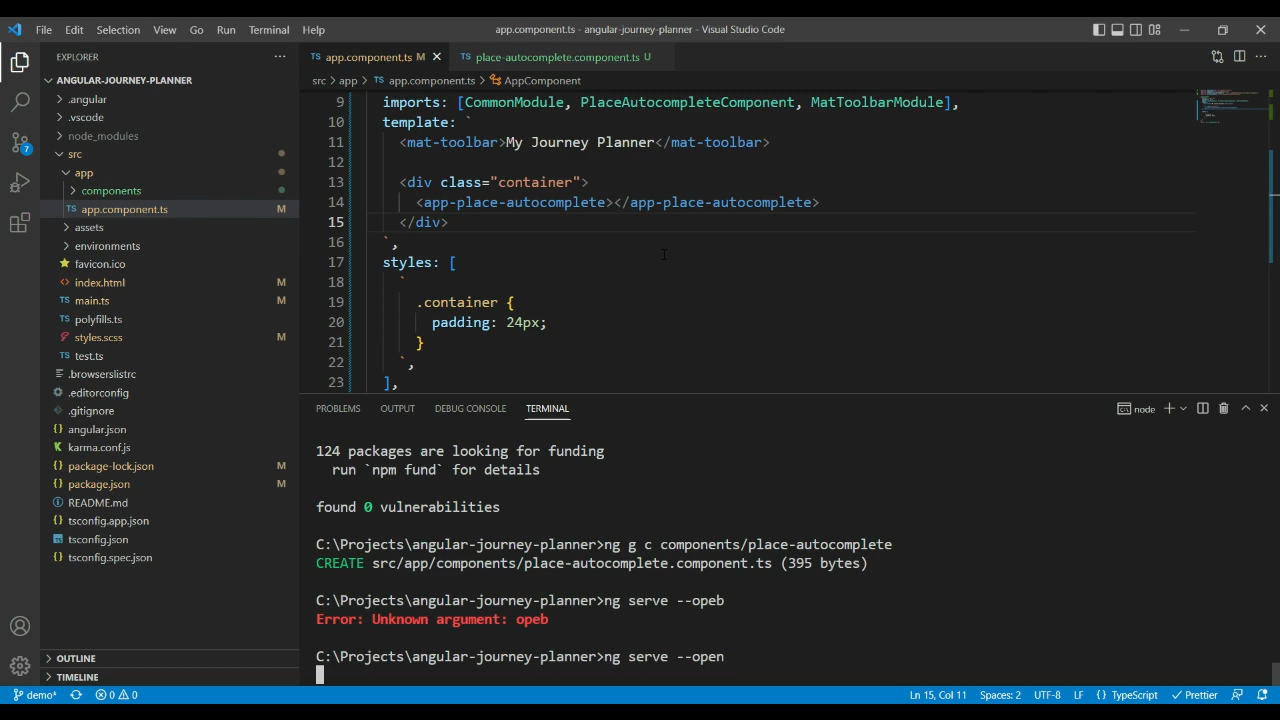 File Edit Selection View Go Run Terminal Help
app.component.ts - angular-journey-planner - Visual Studio Code
EXPLORER
ANGULAR-JOURNEY-PLANNER
.angular
.vscode
node_modules
src
app
components
app.component.ts M
assets
environments
favicon.ico
index.html M
main.ts M
polyfills.ts
styles.scss M
test.ts
.browserslistrc
.editorconfig
.gitignore
angular.json
karma.conf.js
package-lock.json M
package.json M
README.md
tsconfig.app.json
tsconfig.json
tsconfig.spec.json
OUTLINE
TIMELINE
7
TS app.component.ts M
TS place-autocomplete.component.ts U
src > app > TS app.component.ts > AppComponent
9 imports: [CommonModule, PlaceAutocompleteComponent, MatToolbarModule],
10 template: `
11 <mat-toolbar>My Journey Planner</mat-toolbar>
12
13 <div class="container">
14 <app-place-autocomplete></app-place-autocomplete>
15 </div>
16 `,
17 styles: [
18 `
19 .container {
20 padding: 24px;
21 }
22 `,
23 ],
PROBLEMS OUTPUT DEBUG CONSOLE TERMINAL
node
124 packages are looking for funding
run `npm fund` for details
found 0 vulnerabilities
C:\Projects\angular-journey-planner>ng g c components/place-autocomplete
CREATE src/app/components/place-autocomplete.component.ts (395 bytes)
C:\Projects\angular-journey-planner>ng serve --opeb
Error: Unknown argument: opeb
C:\Projects\angular-journey-planner>ng serve --open
demo* 0 0 Ln 15, Col 11 Spaces: 2 UTF-8 LF {} TypeScript Prettier